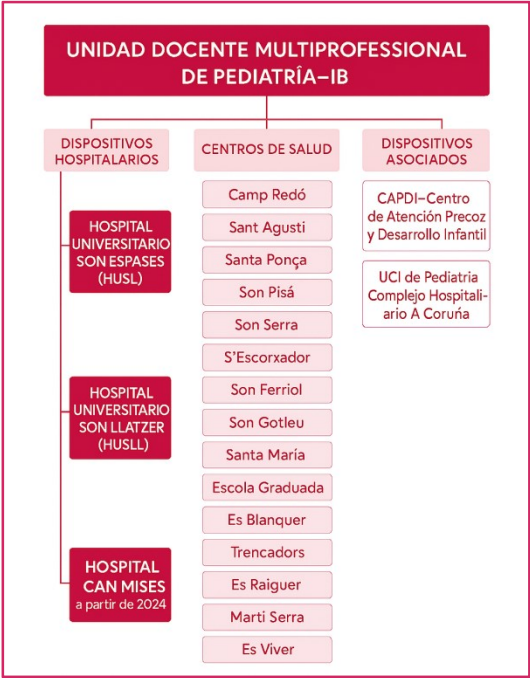 UNIDAD DOCENTE MULTIPROFESSIONAL
DE PEDIATRÍA–IB
DISPOSITIVOS
HOSPITALARIOS
HOSPITAL
UNIVERSITARIO
SON ESPASES
(HUSL)
HOSPITAL
UNIVERSITARIO
SON LLATZER
(HUSLL)
HOSPITAL
CAN MISES
a partir de 2024
CENTROS DE SALUD
Camp Redó
Sant Agusti
Santa Ponça
Son Pisá
Son Serra
S'Escorxador
Son Ferriol
Son Gotleu
Santa María
Escola Graduada
Es Blanquer
Trencadors
Es Raiguer
Marti Serra
Es Viver
DISPOSITIVOS
ASOCIADOS
CAPDI–Centro
de Atención Precoz
y Desarrollo Infantil
UCI de Pediatria
Complejo Hospitali-
ario A Coruña